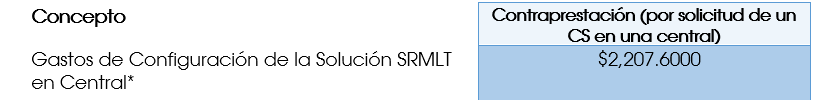 Concepto
Contraprestación (por solicitud de un
CS en una central)
Gastos de Configuración de la Solución SRMLT
en Central*
$2,207.6000